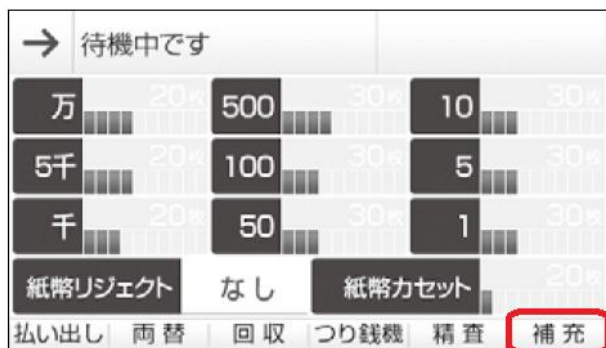 → 待機中です
万 20枚 500 30枚 10 30枚
5千 20枚 100 30枚 5 30枚
千 20枚 50 30枚 1 30枚
紙幣リジェクト なし 紙幣カセット 20枚
払い出し 両替 回収 つり銭機 精査 補充